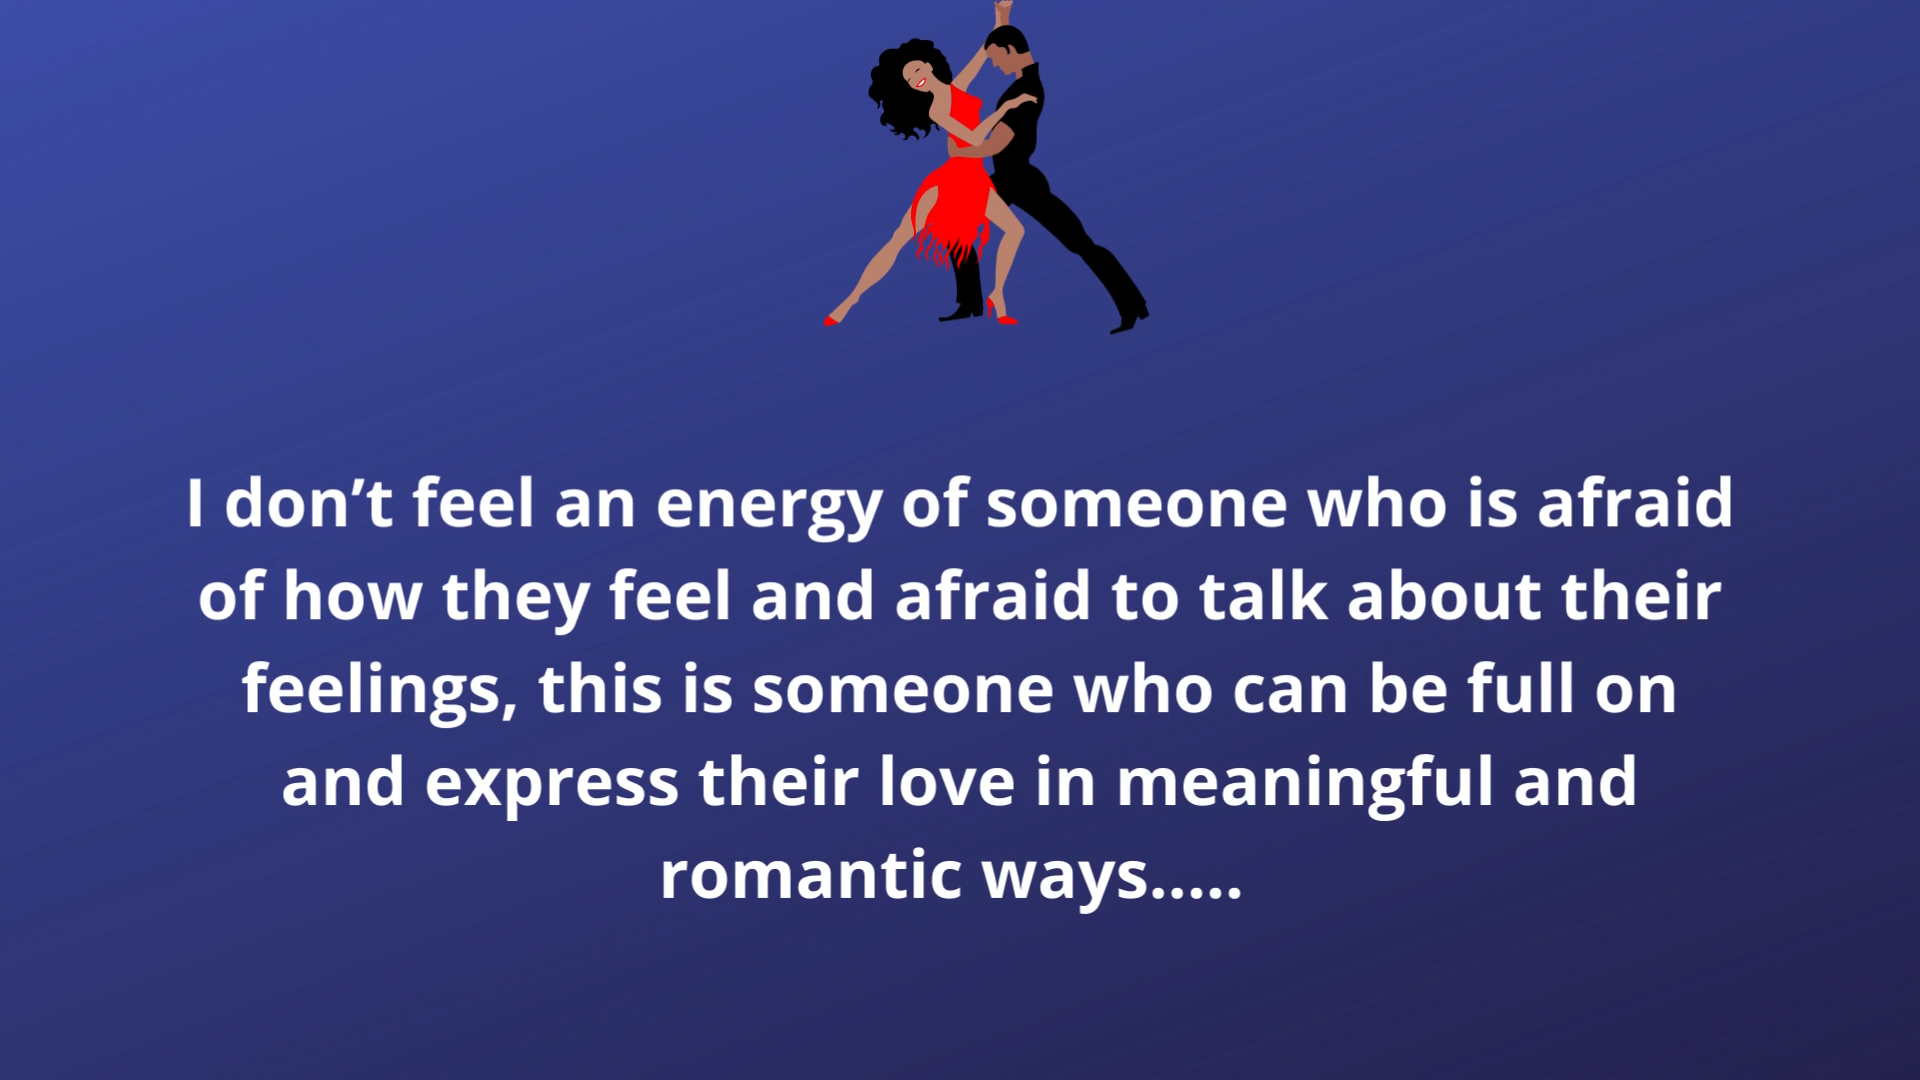 I don’t feel an energy of someone who is afraid
of how they feel and afraid to talk about their
feelings, this is someone who can be full on
and express their love in meaningful and
romantic ways.....